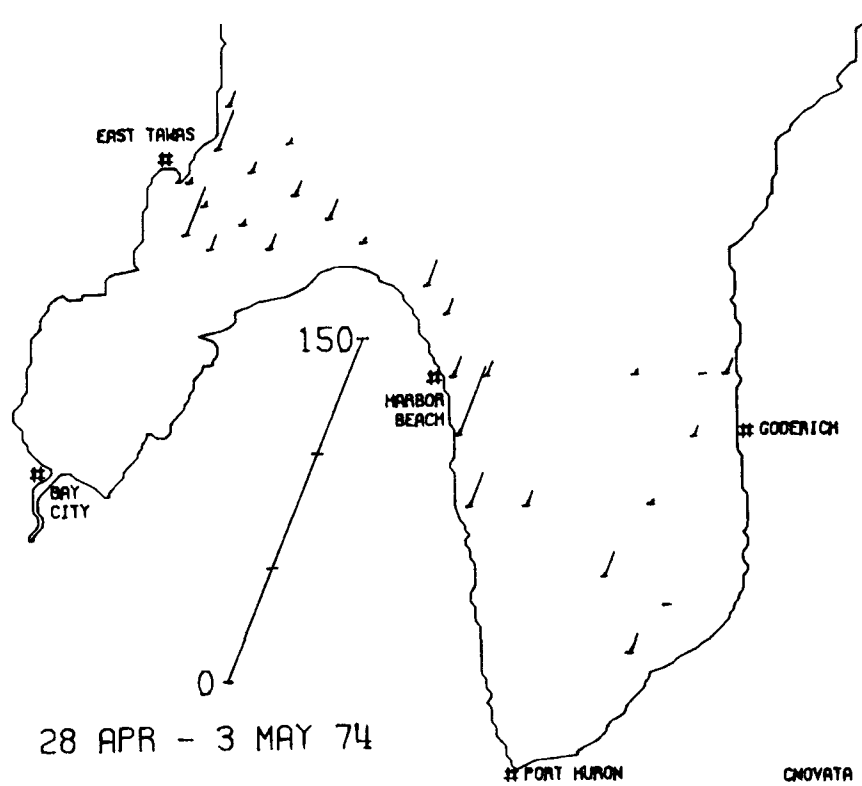 EAST TAWAS
150
HARBOR
BEACH
GODERICH
BAY
CITY
0
28 APR - 3 MAY 74
PORT HURON
CNOVATA